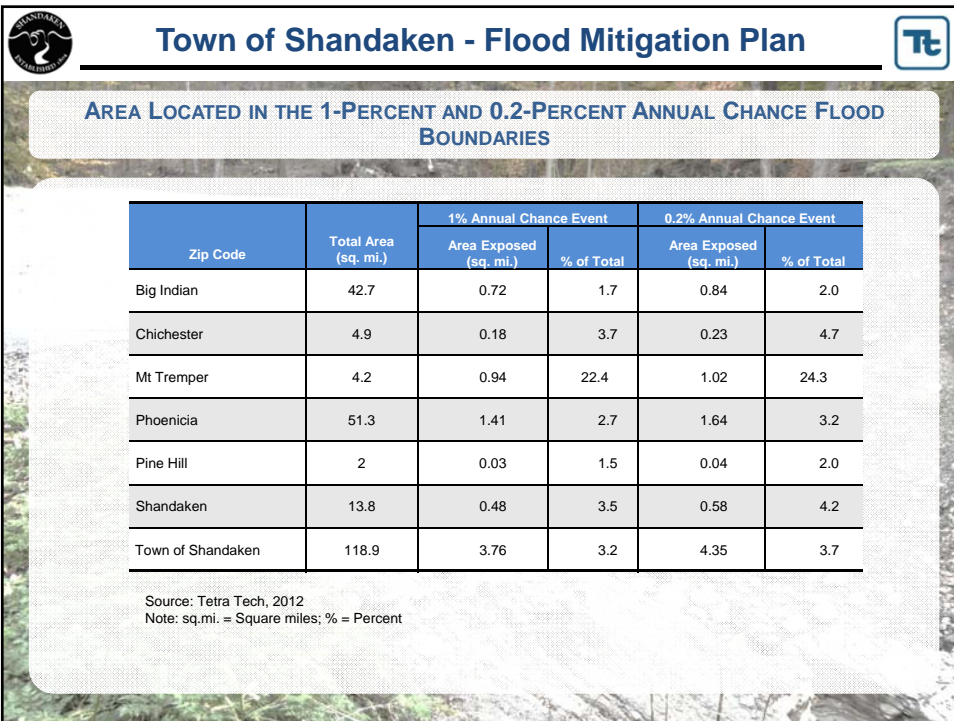 SHANDAKEN
ESTABLISHED 1804
Town of Shandaken - Flood Mitigation Plan
Tt
AREA LOCATED IN THE 1-PERCENT AND 0.2-PERCENT ANNUAL CHANCE FLOOD
BOUNDARIES
Zip Code Total Area (sq. mi.) 1% Annual Chance Event 0.2% Annual Chance Event
Area Exposed (sq. mi.) % of Total Area Exposed (sq. mi.) % of Total
Big Indian 42.7 0.72 1.7 0.84 2.0
Chichester 4.9 0.18 3.7 0.23 4.7
Mt Tremper 4.2 0.94 22.4 1.02 24.3
Phoenicia 51.3 1.41 2.7 1.64 3.2
Pine Hill 2 0.03 1.5 0.04 2.0
Shandaken 13.8 0.48 3.5 0.58 4.2
Town of Shandaken 118.9 3.76 3.2 4.35 3.7
Source: Tetra Tech, 2012
Note: sq.mi. = Square miles; % = Percent